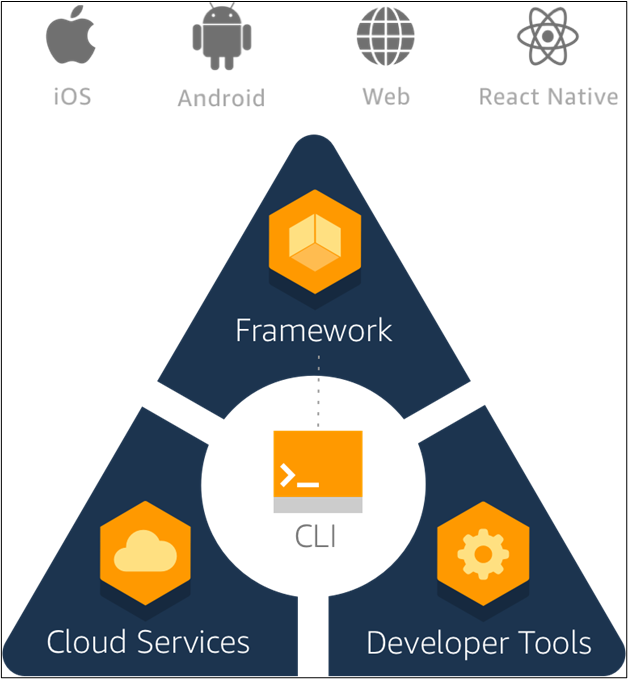 iOS
Android
Web
React Native
Framework
>_
CLI
Cloud Services
Developer Tools